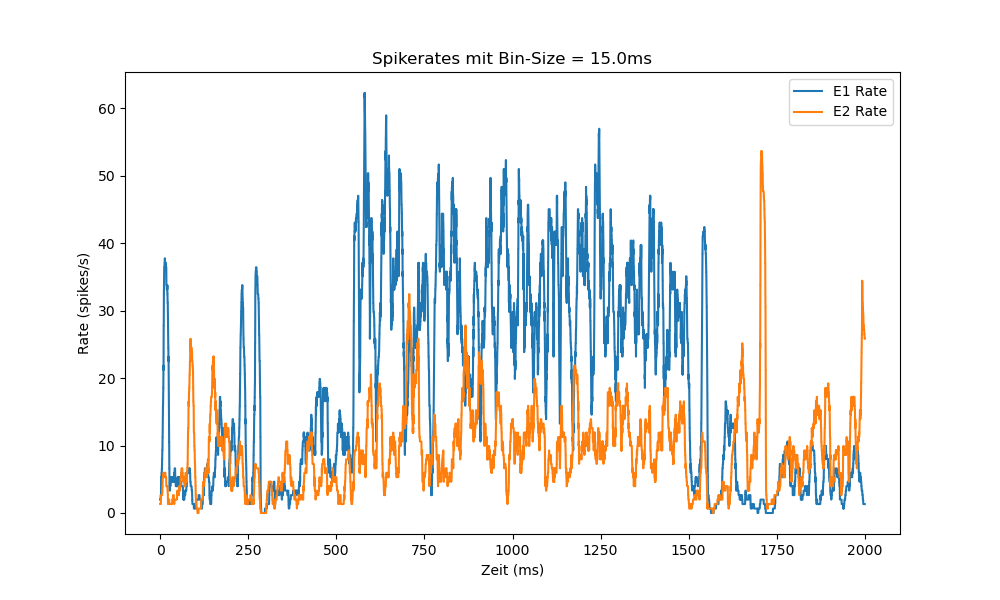 Spikerates mit Bin-Size = 15.0ms
E1 Rate
E2 Rate
Rate (spikes/s)
60
50
40
30
20
10
0
0 250 500 750 1000 1250 1500 1750 2000
Zeit (ms)